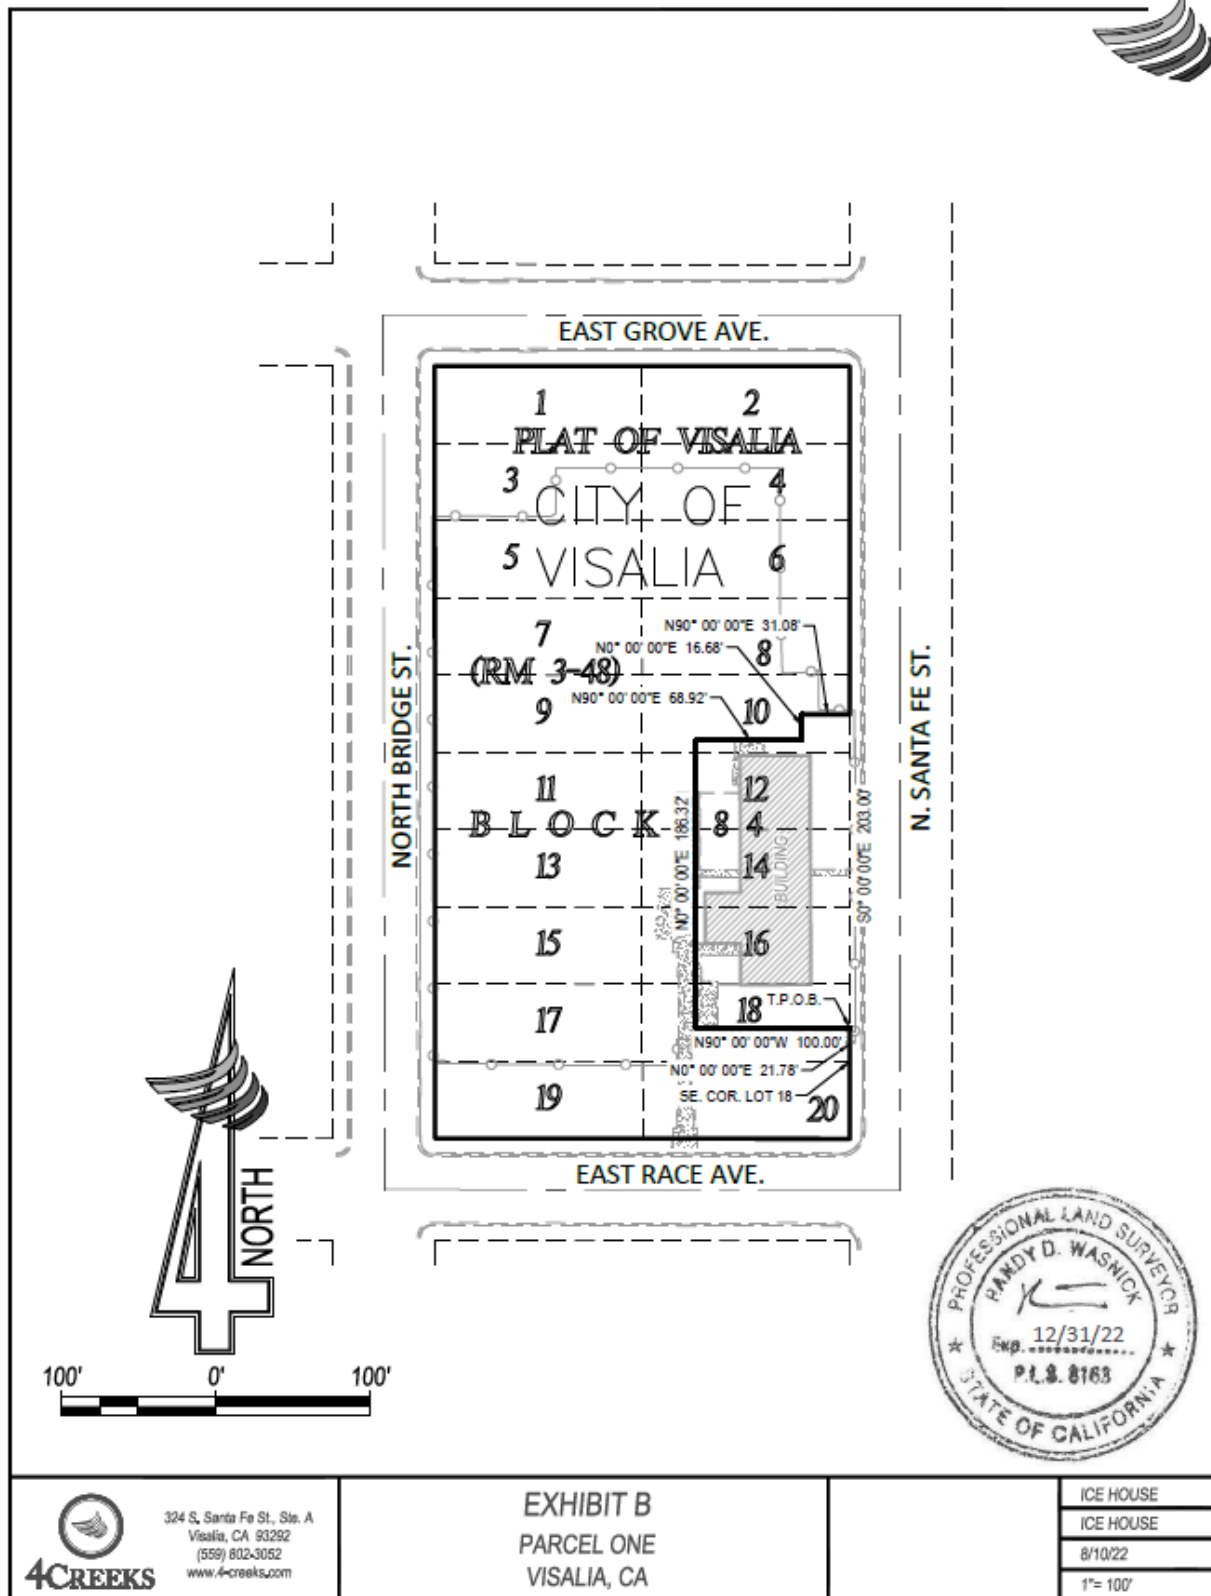 EAST GROVE AVE.
1
2
PLAT OF VISALIA
3
4
CITY OF
5
6
VISALIA
N90° 00' 00"E 31.08'
7
N0° 00' 00"E 16.68'
8
(RM 3-48)
N90° 00' 00"E 68.92'
9
10
NORTH BRIDGE ST.
N. SANTA FE ST.
11
12
BLOCK 84
N0° 00' 00"E 186.32'
S0° 00' 00"E 203.00'
BUILDING
13
14
15
16
17
18
T.P.O.B.
N90° 00' 00"W 100.00'
N0° 00' 00"E 21.78'
SE. COR. LOT 18
19
20
EAST RACE AVE.
NORTH
100' 0' 100'
PROFESSIONAL LAND SURVEYOR
RANDY D. WASNICK
Exp. 12/31/22
P.L.S. 8163
STATE OF CALIFORNIA
4CREEKS
324 S. Santa Fe St., Ste. A
Visalia, CA 93292
(559) 802-3052
www.4-creeks.com
EXHIBIT B
PARCEL ONE
VISALIA, CA
ICE HOUSE
ICE HOUSE
8/10/22
1"= 100'